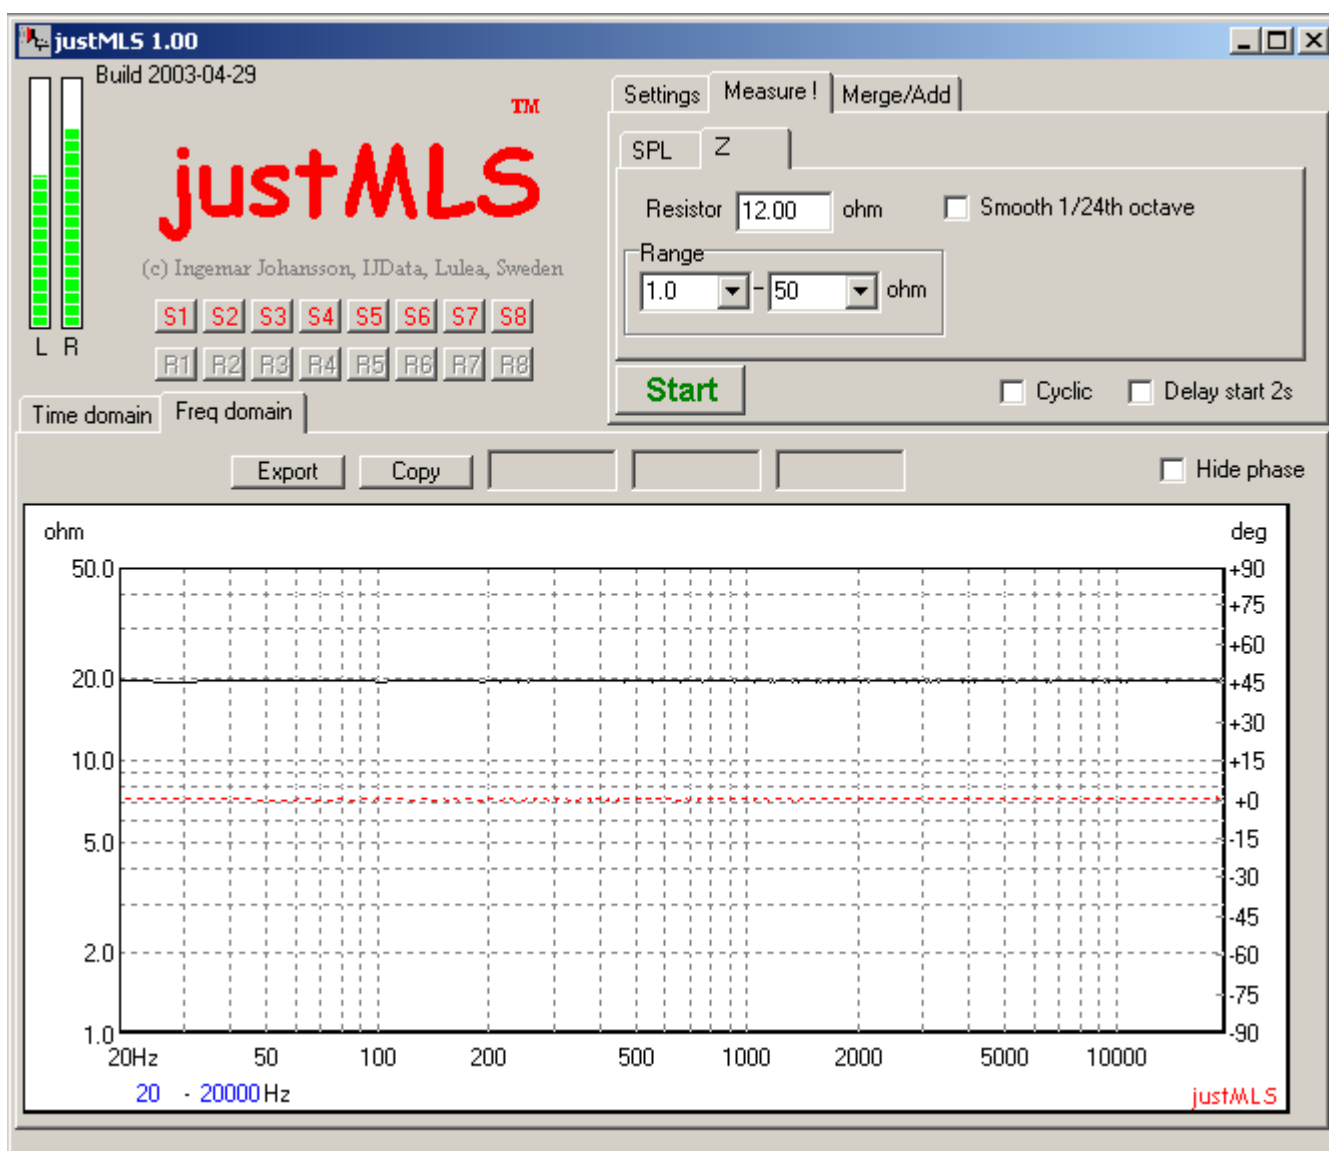 justMLS 1.00
Build 2003-04-29
TM
justMLS
(c) Ingemar Johansson, IJData, Lulea, Sweden
S1 S2 S3 S4 S5 S6 S7 S8
R1 R2 R3 R4 R5 R6 R7 R8
L R
Settings Measure ! Merge/Add
SPL Z
Resistor 12.00 ohm Smooth 1/24th octave
Range
1.0 - 50 ohm
Start Cyclic Delay start 2s
Time domain Freq domain
Export Copy Hide phase
ohm deg
50.0 +90
+75
+60
20.0 +45
+30
10.0 +15
+0
5.0 -15
-30
-45
2.0 -60
-75
1.0 -90
20Hz 50 100 200 500 1000 2000 5000 10000
20 - 20000 Hz
justMLS